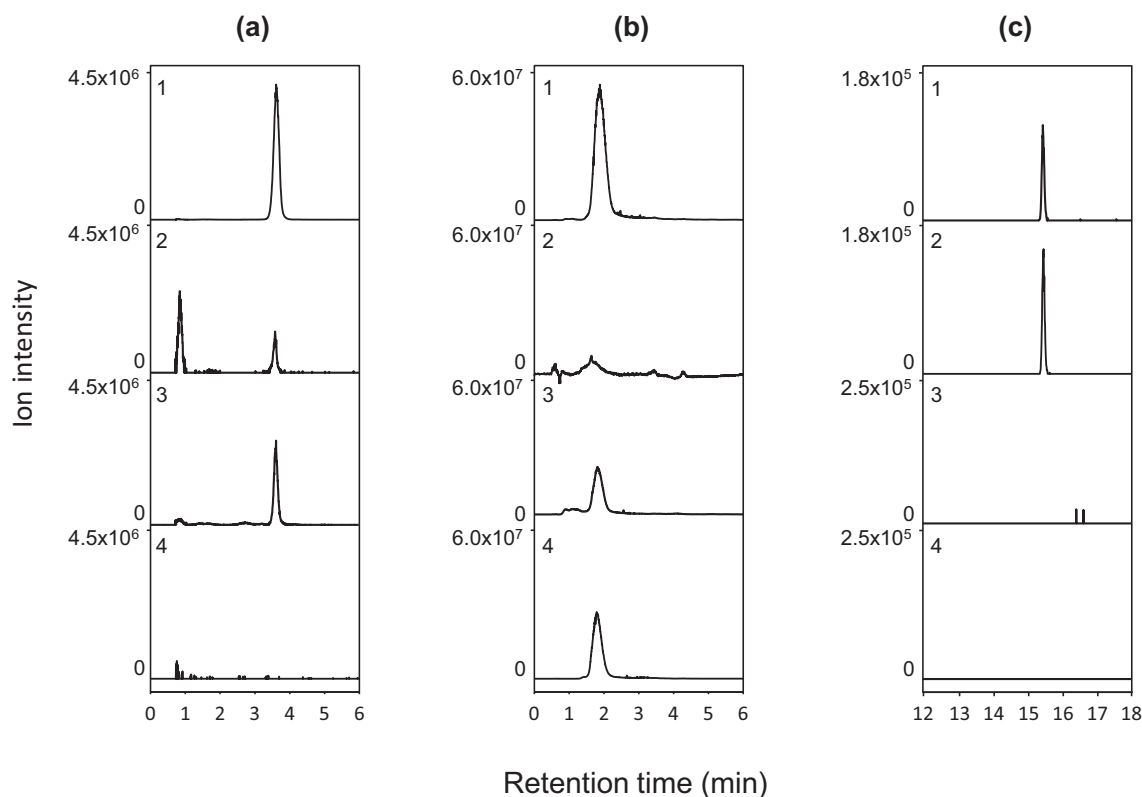 (a) (b) (c)
4.5x10⁶ 6.0x10⁷ 1.8x10⁵
1 1 1
0 0 0
4.5x10⁶ 6.0x10⁷ 1.8x10⁵
2 2 2
0 0 0
4.5x10⁶ 6.0x10⁷ 2.5x10⁵
3 3 3
0 0 0
4.5x10⁶ 6.0x10⁷ 2.5x10⁵
4 4 4
0 0 0
Ion intensity
0 1 2 3 4 5 6 0 1 2 3 4 5 6 12 13 14 15 16 17 18
Retention time (min)